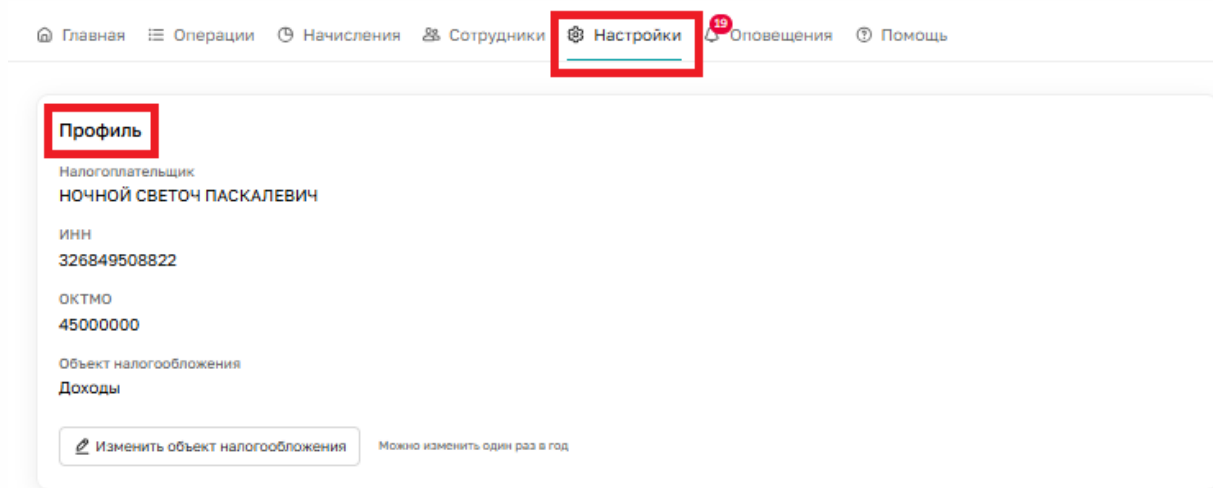 Главная Операции Начисления Сотрудники Настройки 19 Оповещения Помощь
Профиль
Налогоплательщик
НОЧНОЙ СВЕТОЧ ПАСКАЛЕВИЧ
ИНН
326849508822
ОКТМО
45000000
Объект налогообложения
Доходы
Изменить объект налогообложения Можно изменить один раз в год